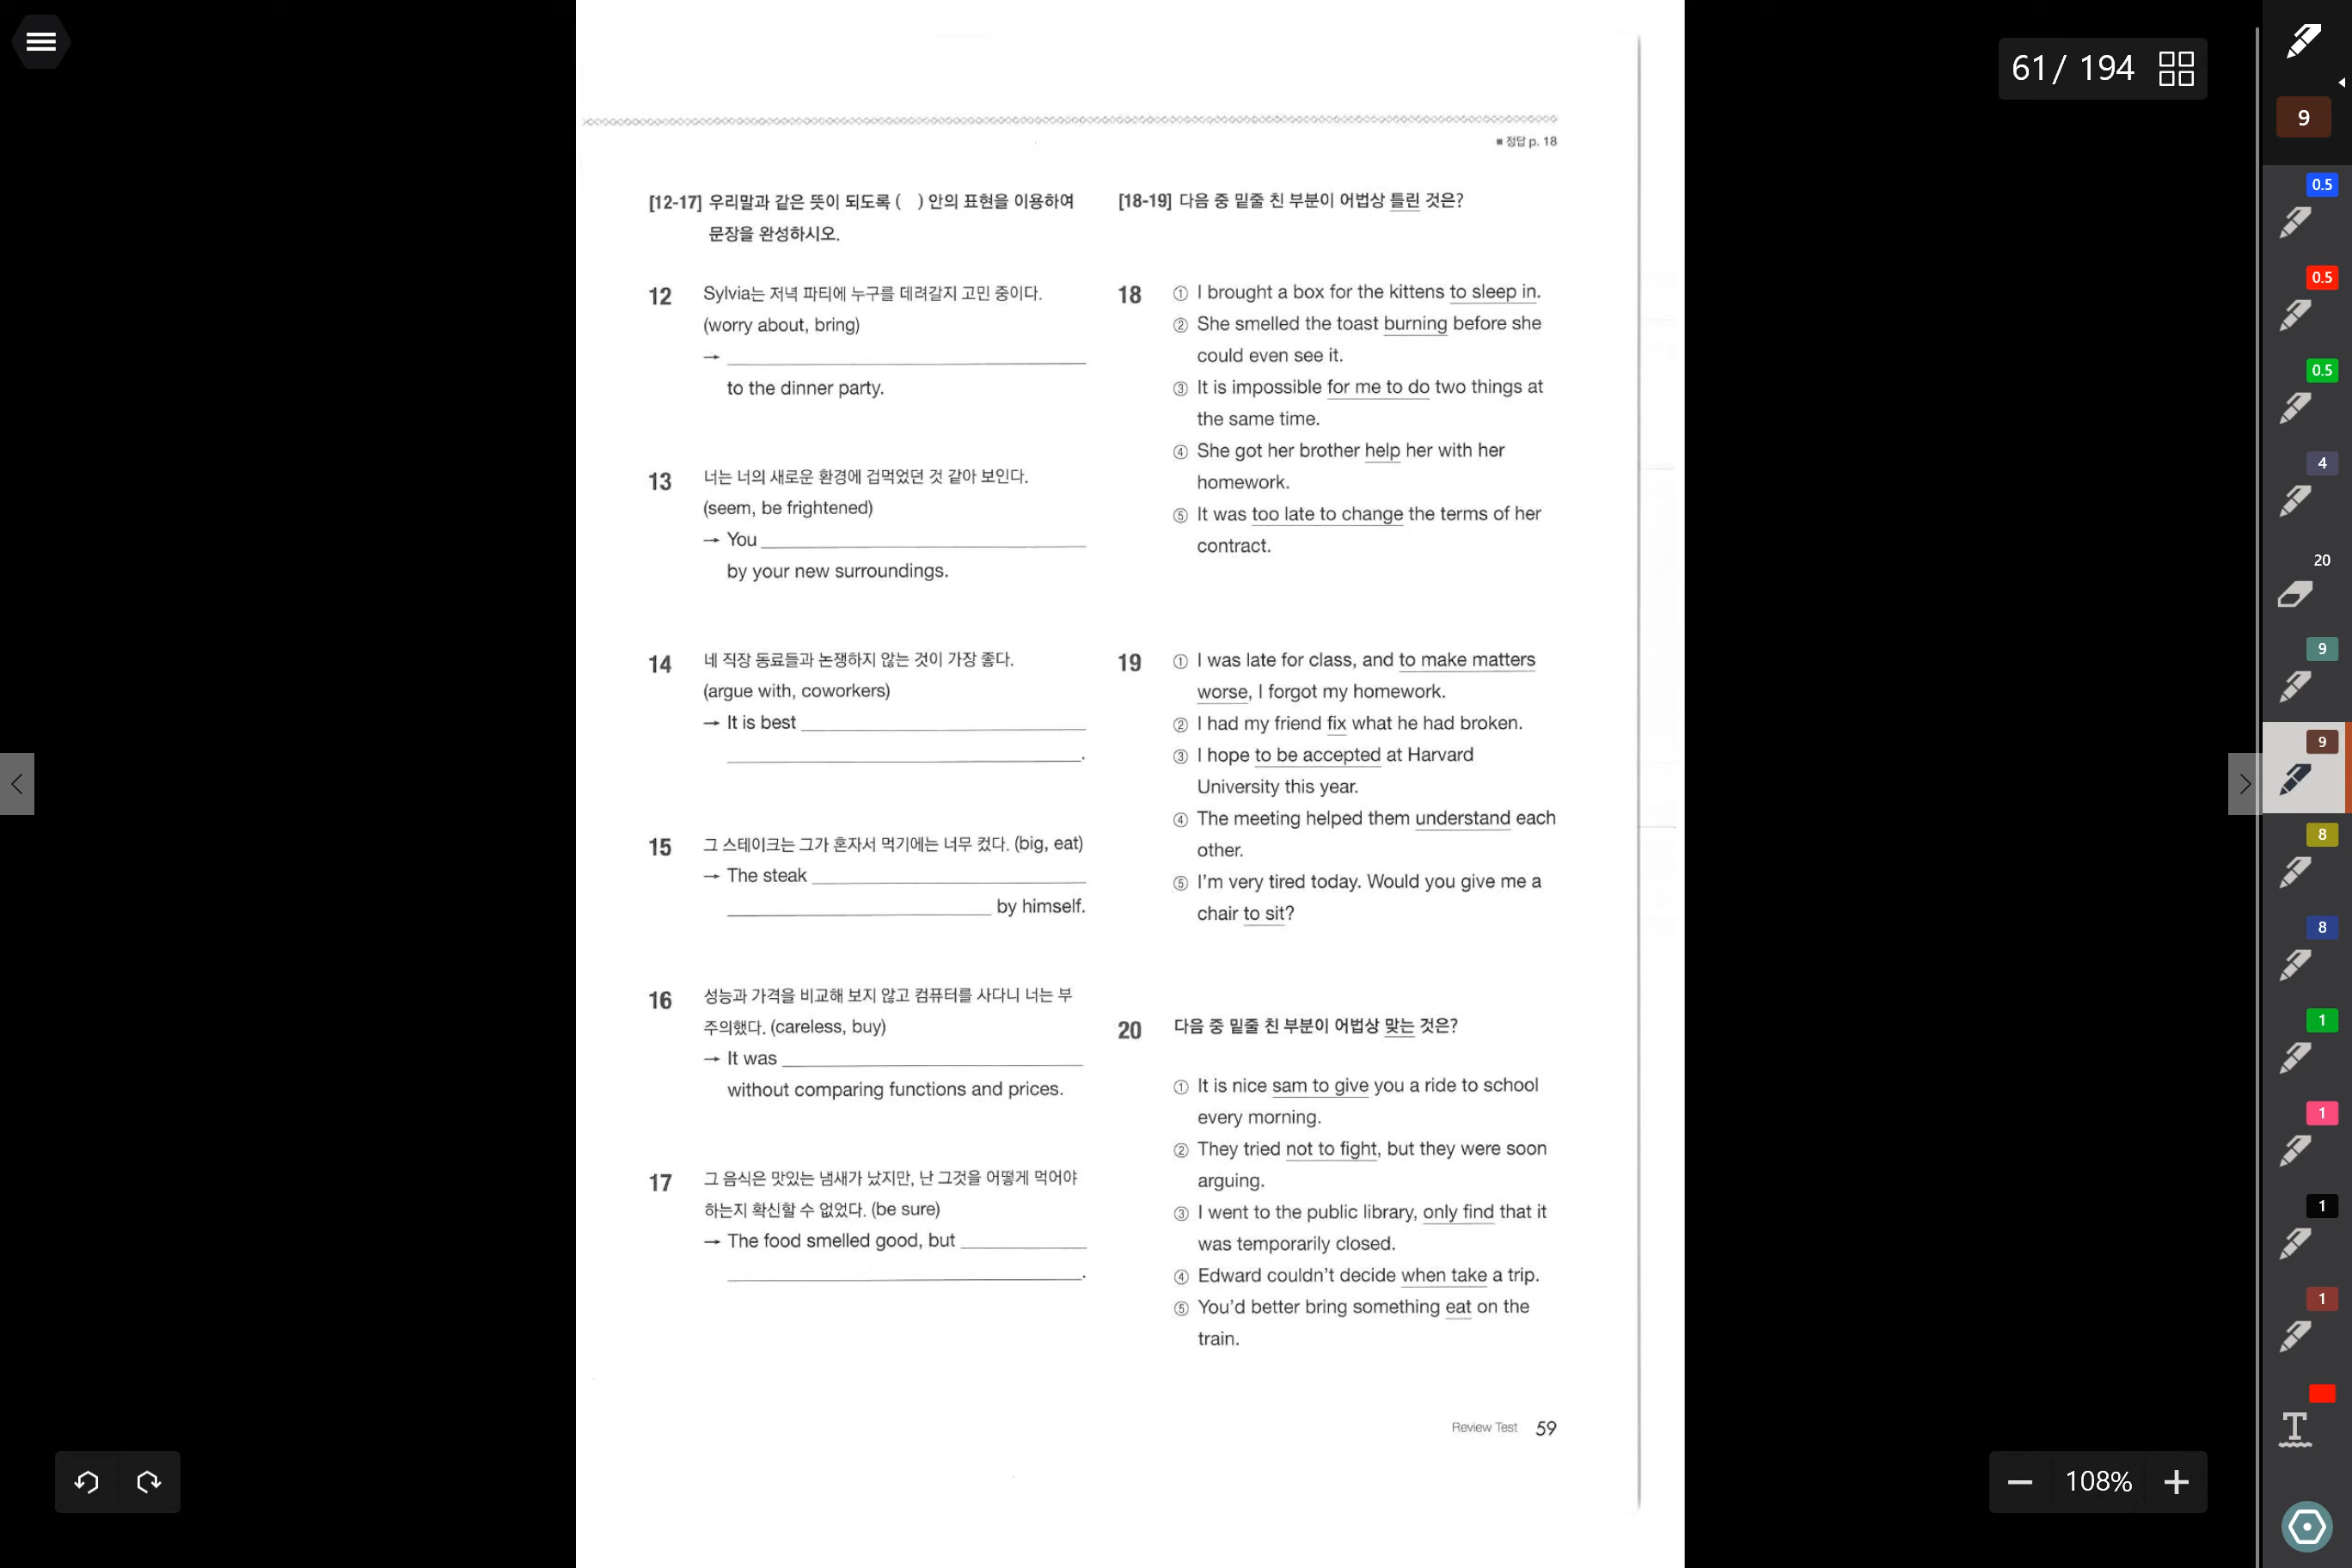 61/ 194
■ 정답 p. 18
[12-17] 우리말과 같은 뜻이 되도록 ( ) 안의 표현을 이용하여
문장을 완성하시오.
12 Sylvia는 저녁 파티에 누구를 데려갈지 고민 중이다.
(worry about, bring)
→
to the dinner party.
13 너는 너의 새로운 환경에 겁먹었던 것 같아 보인다.
(seem, be frightened)
→ You
by your new surroundings.
14 네 직장 동료들과 논쟁하지 않는 것이 가장 좋다.
(argue with, coworkers)
→ It is best
.
15 그 스테이크는 그가 혼자서 먹기에는 너무 컸다. (big, eat)
→ The steak
by himself.
16 성능과 가격을 비교해 보지 않고 컴퓨터를 사다니 너는 부
주의했다. (careless, buy)
→ It was
without comparing functions and prices.
17 그 음식은 맛있는 냄새가 났지만, 난 그것을 어떻게 먹어야
하는지 확신할 수 없었다. (be sure)
→ The food smelled good, but
.
[18-19] 다음 중 밑줄 친 부분이 어법상 틀린 것은?
18 ① I brought a box for the kittens to sleep in.
② She smelled the toast burning before she
could even see it.
③ It is impossible for me to do two things at
the same time.
④ She got her brother help her with her
homework.
⑤ It was too late to change the terms of her
contract.
19 ① I was late for class, and to make matters
worse, I forgot my homework.
② I had my friend fix what he had broken.
③ I hope to be accepted at Harvard
University this year.
④ The meeting helped them understand each
other.
⑤ I'm very tired today. Would you give me a
chair to sit?
20 다음 중 밑줄 친 부분이 어법상 맞는 것은?
① It is nice sam to give you a ride to school
every morning.
② They tried not to fight, but they were soon
arguing.
③ I went to the public library, only find that it
was temporarily closed.
④ Edward couldn't decide when take a trip.
⑤ You'd better bring something eat on the
train.
Review Test 59
108%
9
0.5
0.5
0.5
4
20
9
9
8
8
1
1
1
1
T